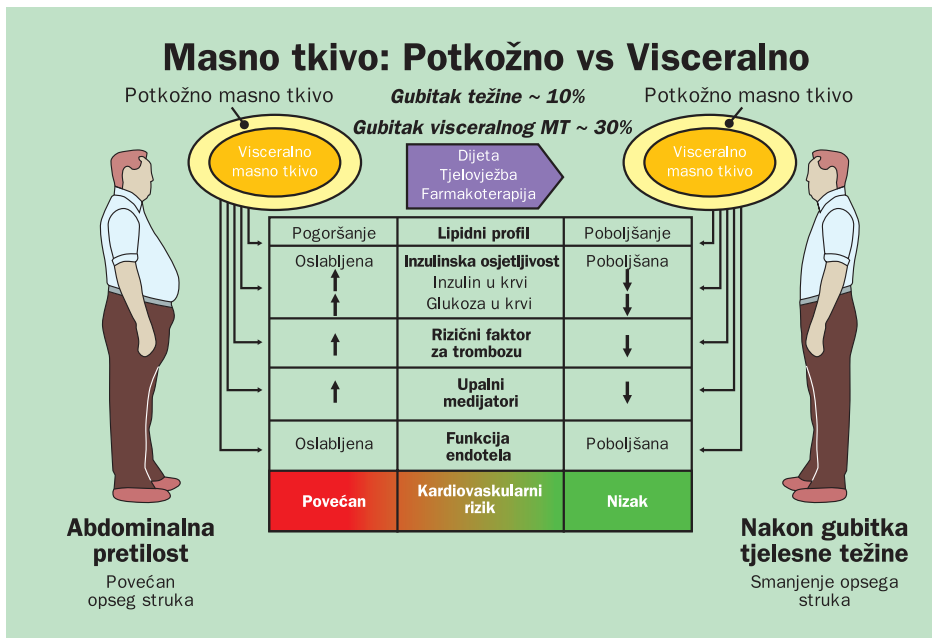 Masno tkivo: Potkožno vs Visceralno
Potkožno masno tkivo
Gubitak težine ~ 10%
Potkožno masno tkivo
Gubitak visceralnog MT ~ 30%
Visceralno
masno tkivo
Dijeta
Tjelovježba
Farmakoterapija
Visceralno
masno tkivo
Pogoršanje
Lipidni profil
Poboljšanje
Oslabljena
Inzulinska osjetljivost
Poboljšana
Inzulin u krvi
Glukoza u krvi
Rizični faktor
za trombozu
Upalni
medijatori
Oslabljena
Funkcija
endotela
Poboljšana
Povećan
Kardiovaskularni
rizik
Nizak
Abdominalna
pretilost
Povećan
opseg struka
Nakon gubitka
tjelesne težine
Smanjenje opsega
struka